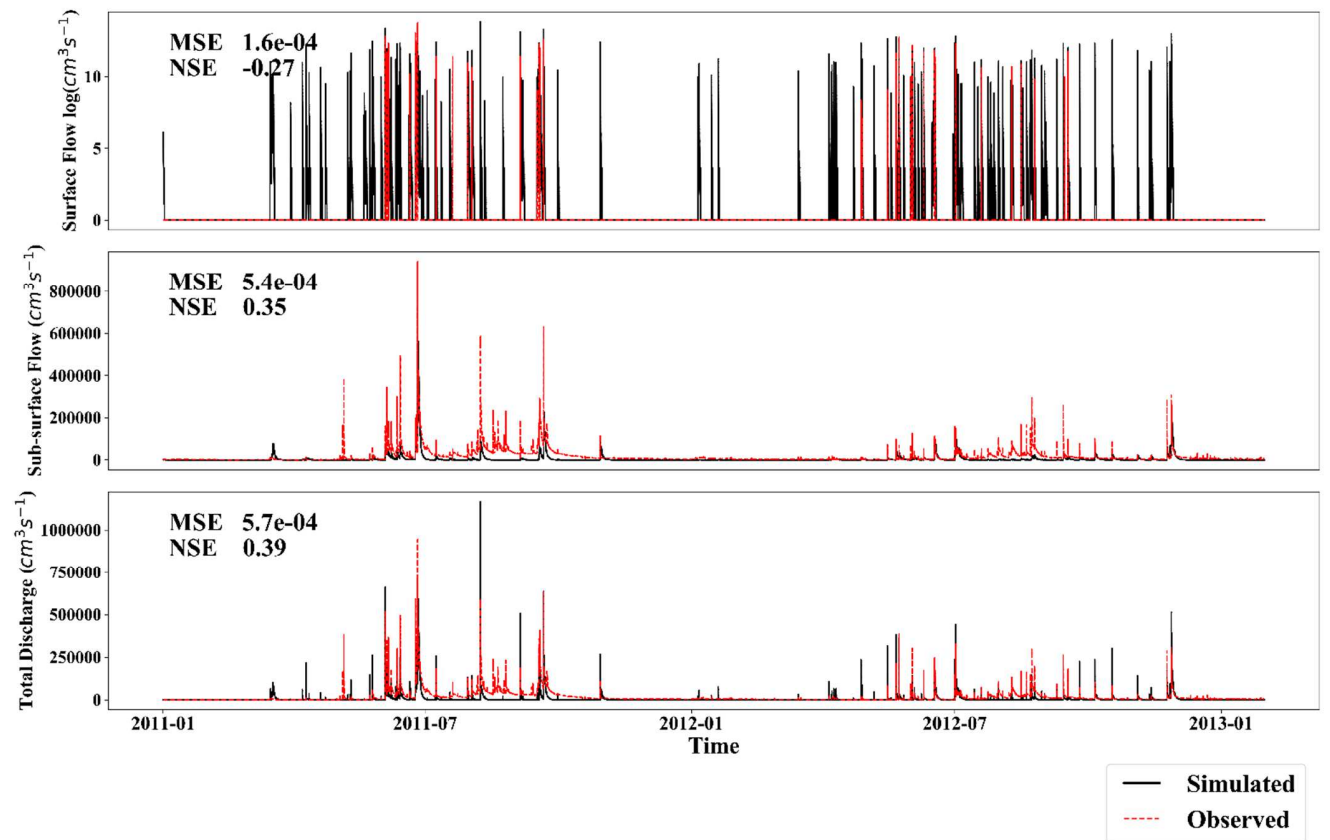 Surface Flow log(cm³s⁻¹)
10
5
0
MSE 1.6e-04
NSE -0.27
Sub-surface Flow (cm³s⁻¹)
800000
600000
400000
200000
0
MSE 5.4e-04
NSE 0.35
Total Discharge (cm³s⁻¹)
1000000
750000
500000
250000
0
MSE 5.7e-04
NSE 0.39
2011-01 2011-07 2012-01 2012-07 2013-01
Time
Simulated
Observed